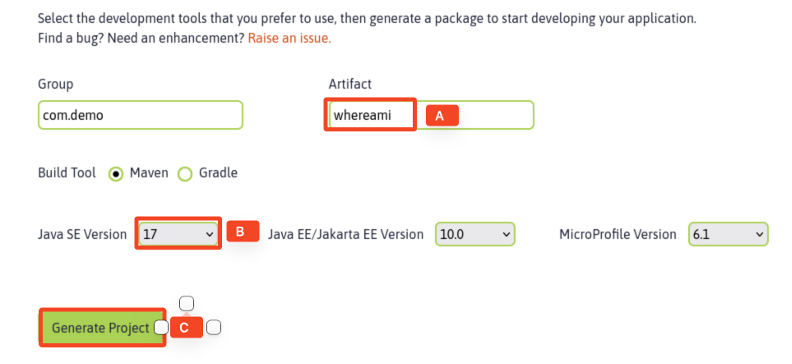 Select the development tools that you prefer to use, then generate a package to start developing your application.
Find a bug? Need an enhancement? Raise an issue.
Group Artifact
com.demo whereami A
Build Tool Maven Gradle
Java SE Version 17 B Java EE/Jakarta EE Version 10.0 MicroProfile Version 6.1
Generate Project C